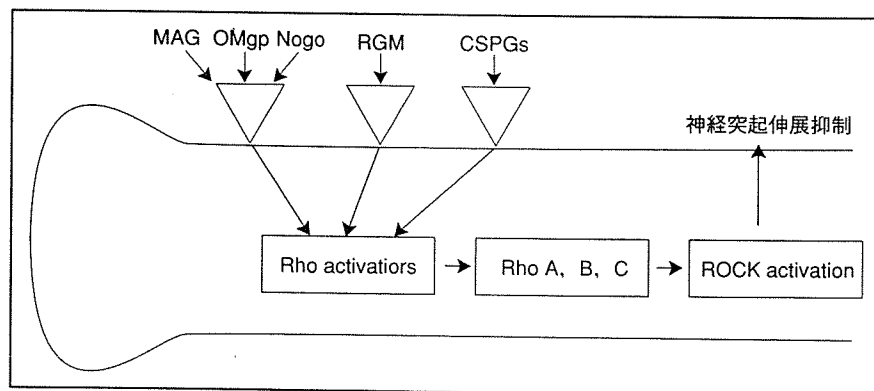 MAG OMgp Nogo RGM CSPGs
神経突起伸展抑制
Rho activatiors Rho A, B, C ROCK activation